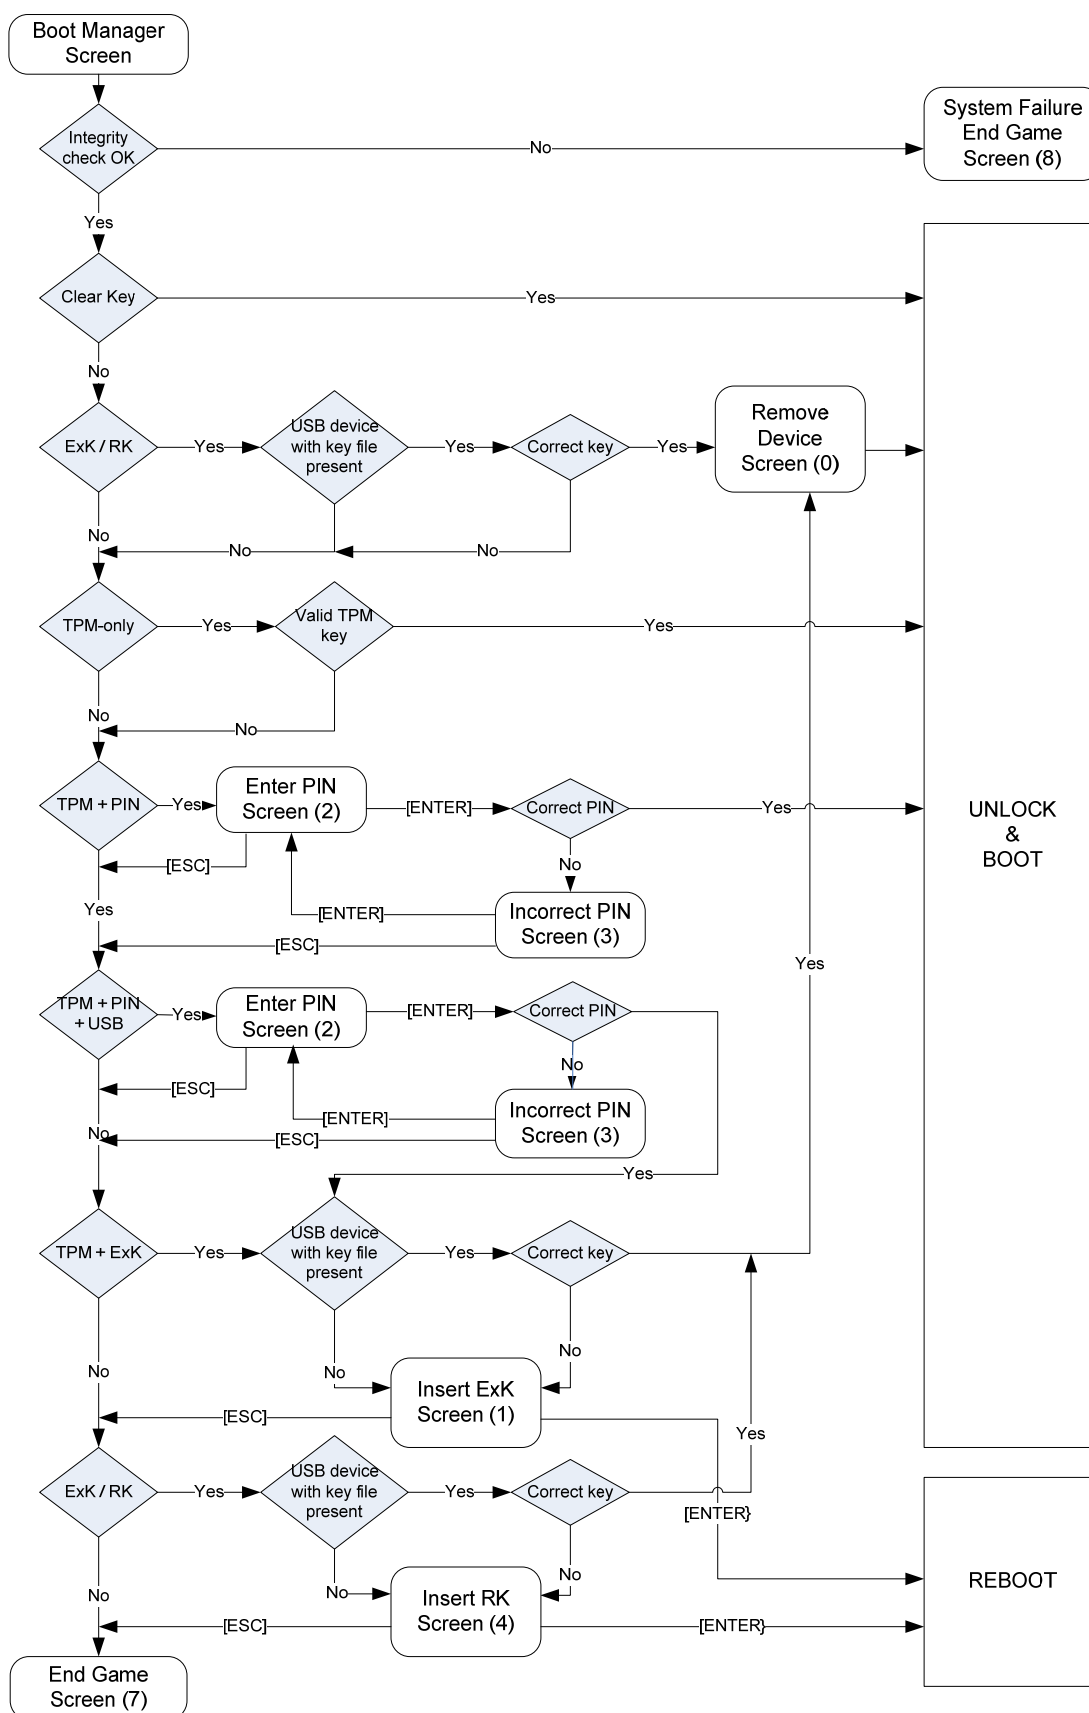 Boot Manager
Screen
System Failure
End Game
Screen (8)
Integrity
check OK
No
Yes
Clear Key
Yes
No
Remove
Device
Screen (0)
ExK / RK
Yes
USB device
with key file
present
Yes
Correct key
Yes
No
No
No
TPM-only
Yes
Valid TPM
key
Yes
No
No
TPM + PIN
Yes
Enter PIN
Screen (2)
[ENTER]
Correct PIN
Yes
UNLOCK
&
BOOT
[ESC]
No
Yes
[ENTER]
Incorrect PIN
Screen (3)
[ESC]
Yes
TPM + PIN
+ USB
Yes
Enter PIN
Screen (2)
[ENTER]
Correct PIN
[ESC]
No
[ENTER]
Incorrect PIN
Screen (3)
No
[ESC]
Yes
TPM + ExK
Yes
USB device
with key file
present
Yes
Correct key
No
No
No
Insert ExK
Screen (1)
[ESC]
Yes
ExK / RK
Yes
USB device
with key file
present
Yes
Correct key
[ENTER}
No
No
No
Insert RK
Screen (4)
REBOOT
[ESC]
[ENTER}
End Game
Screen (7)